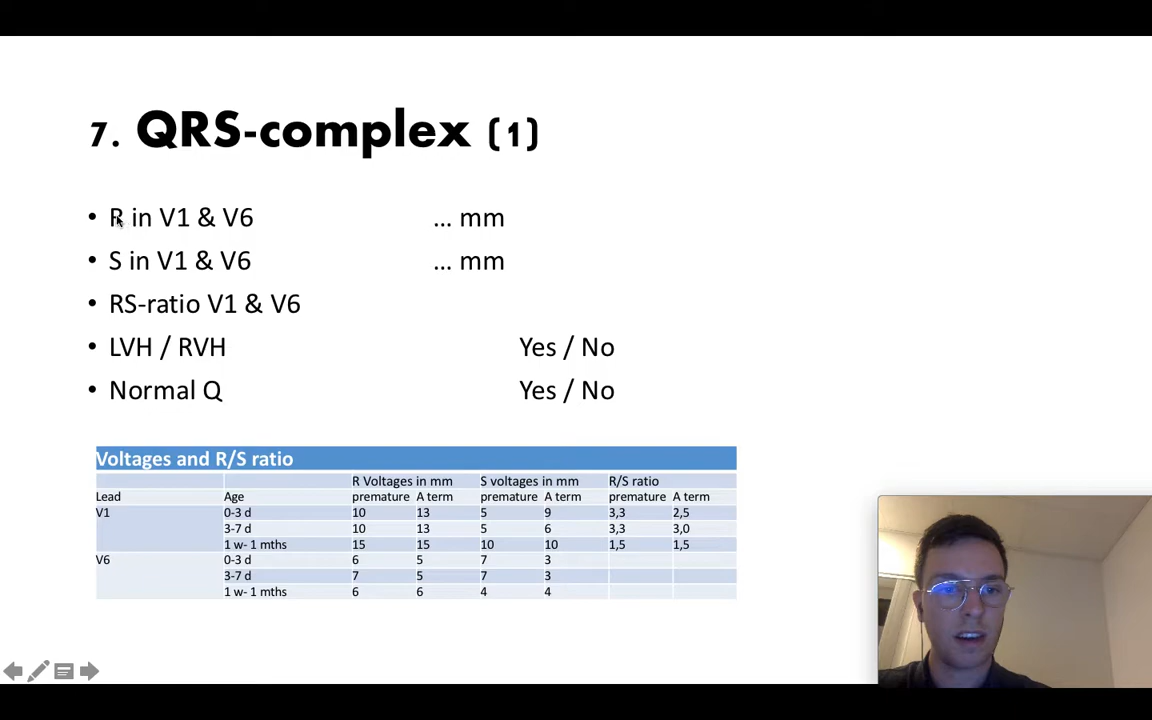 7. QRS-complex (1)
• R in V1 & V6 ... mm
• S in V1 & V6 ... mm
• RS-ratio V1 & V6
• LVH / RVH Yes / No
• Normal Q Yes / No
Voltages and R/S ratio
R Voltages in mm S voltages in mm R/S ratio
Lead Age premature A term premature A term premature A term
V1 0-3 d 10 13 5 9 3,3 2,5
3-7 d 10 13 5 6 3,3 3,0
1 w- 1 mths 15 15 10 10 1,5 1,5
V6 0-3 d 6 5 7 3
3-7 d 7 5 7 3
1 w- 1 mths 6 6 4 4